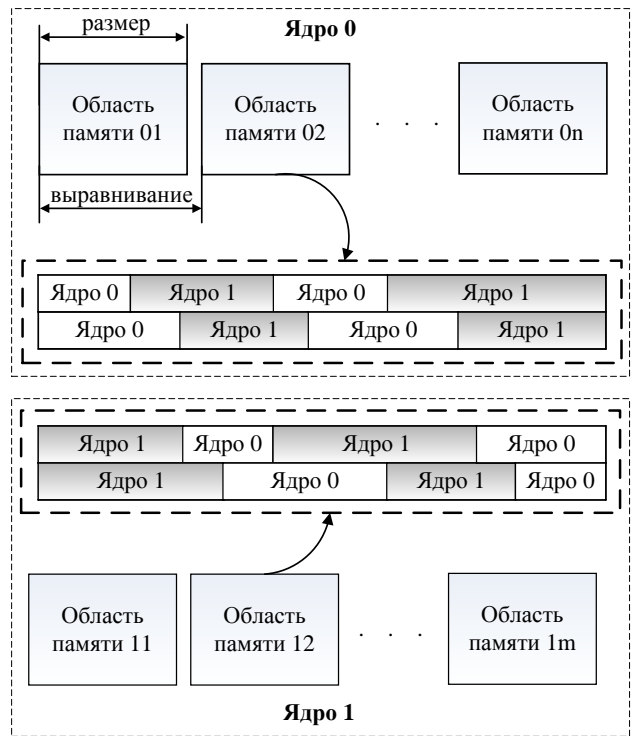 размер
Ядро 0
Область
памяти 01
Область
памяти 02
. . .
Область
памяти 0n
выравнивание
Ядро 0 Ядро 1 Ядро 0 Ядро 1
Ядро 0 Ядро 1 Ядро 0 Ядро 1
Ядро 1 Ядро 0 Ядро 1 Ядро 0
Ядро 1 Ядро 0 Ядро 1 Ядро 0
Область
памяти 11
Область
памяти 12
. . .
Область
памяти 1m
Ядро 1